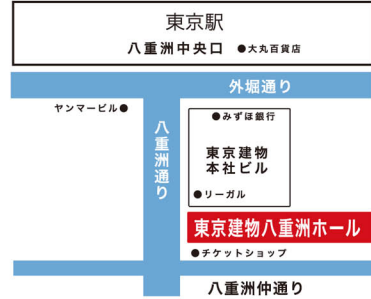 東京駅
八重洲中央口 ●大丸百貨店
外堀通り
ヤンマービル●
八重洲通り
●みずほ銀行
東京建物
本社ビル
●リーガル
東京建物八重洲ホール
●チケットショップ
八重洲仲通り